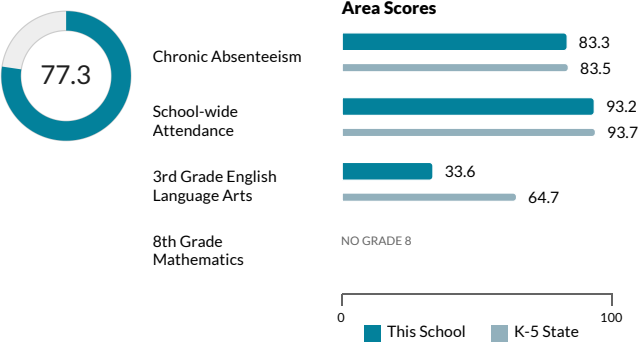 Area Scores
77.3
Chronic Absenteeism
83.3
83.5
School-wide
Attendance
93.2
93.7
3rd Grade English
Language Arts
33.6
64.7
8th Grade
Mathematics
NO GRADE 8
0
100
This School
K-5 State